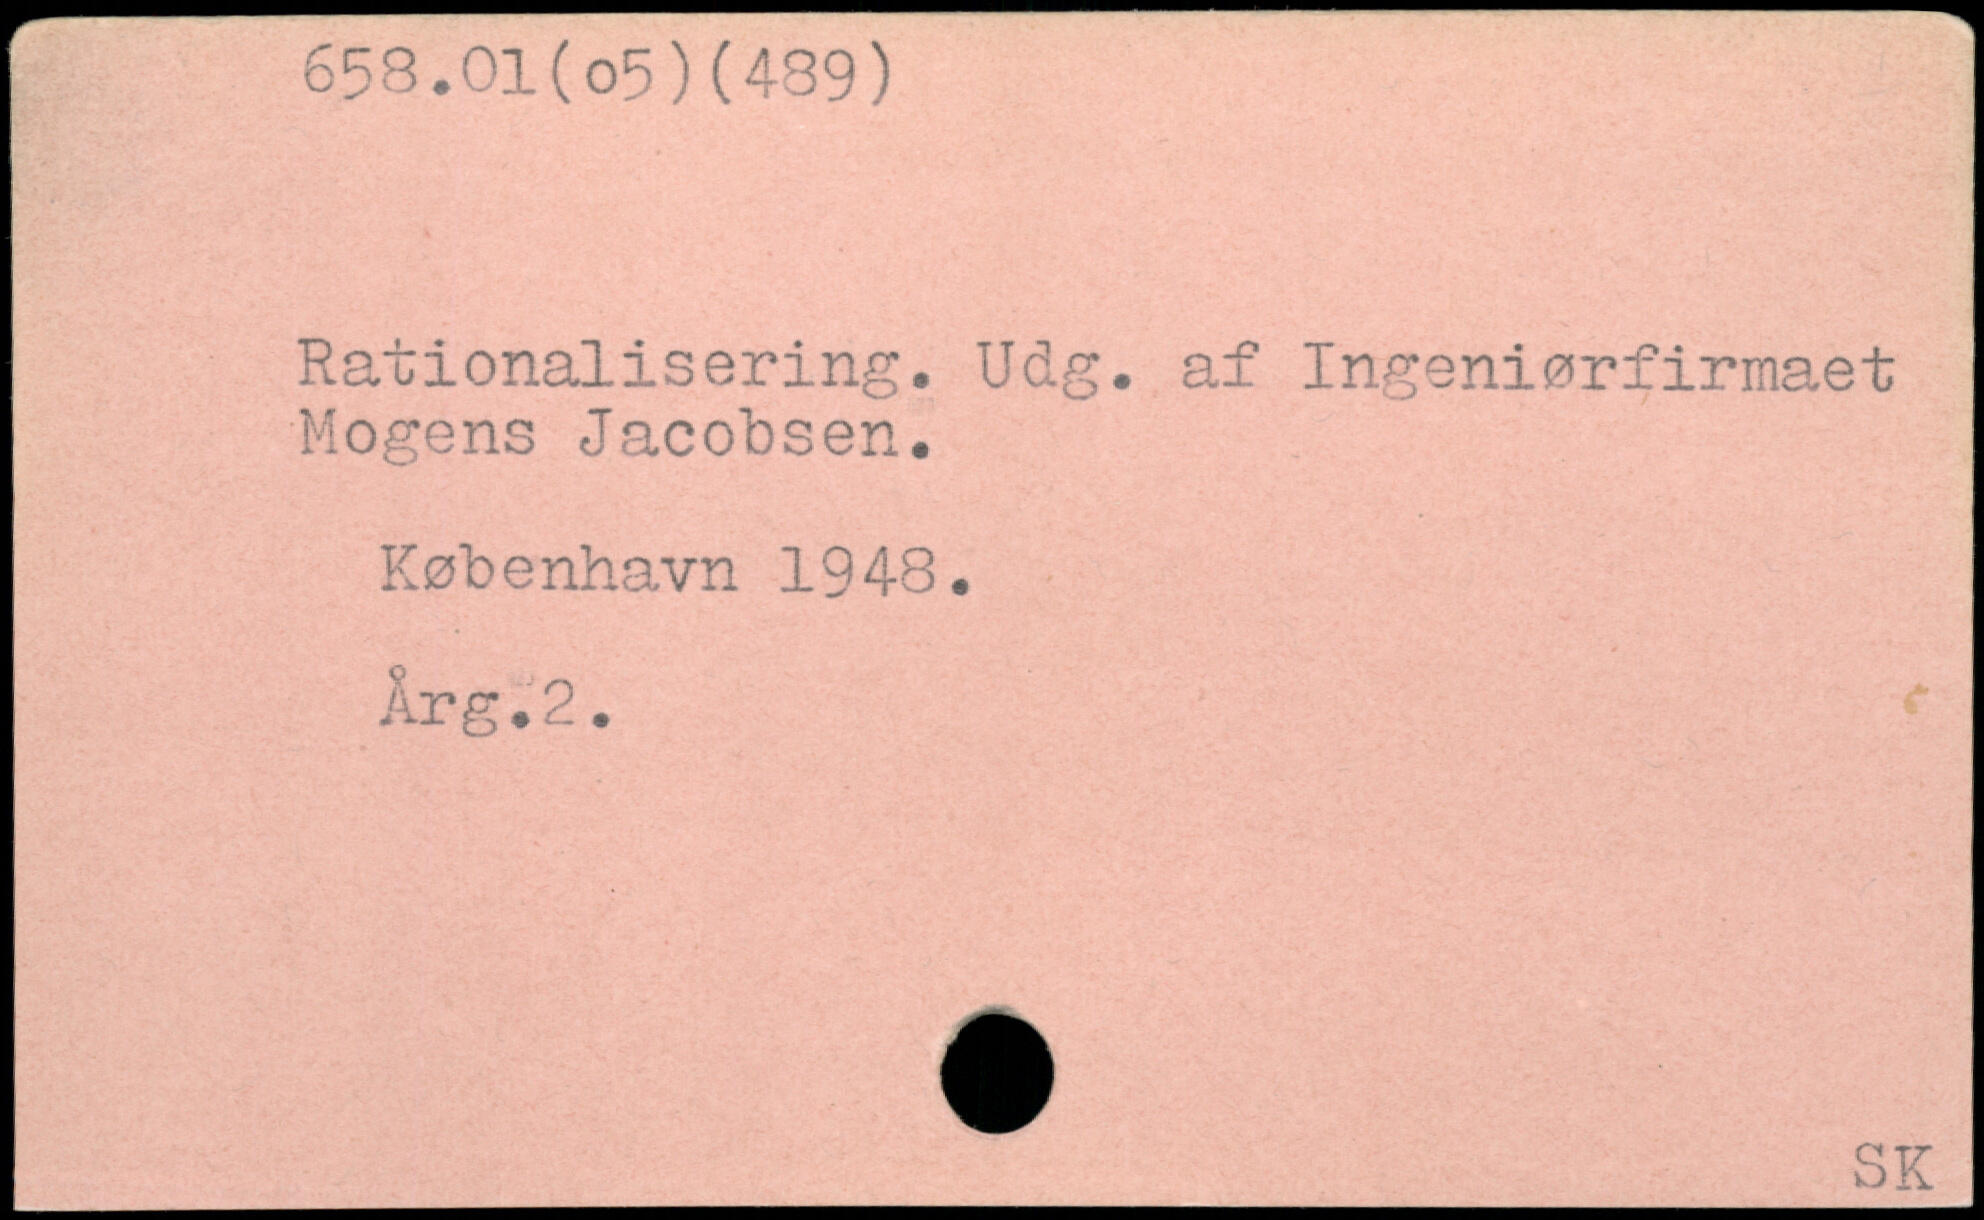 658.01(o5)(489)
Rationalisering. Udg. af Ingeniørfirmaet
Mogens Jacobsen.
København 1948.
Årg.2.
SK